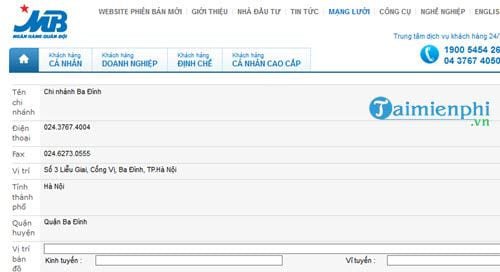 MB
NGÂN HÀNG QUÂN ĐỘI
WEBSITE PHIÊN BẢN MỚI | GIỚI THIỆU | NHÀ ĐẦU TƯ | TIN TỨC | MẠNG LƯỚI | CÔNG CỤ | NGHỀ NGHIỆP | ENGLIS
Trung tâm dịch vụ khách hàng 24/
1900 5454 26
04 3767 4050
Khách hàng
CÁ NHÂN
Khách hàng
DOANH NGHIỆP
Khách hàng
ĐỊNH CHẾ
Khách hàng
CÁ NHÂN CAO CẤP
Tên chi nhánh
Chi nhánh Ba Đình
Điện thoại
024.3767.4004
Fax
024.6273.0555
Vị trí
Số 3 Liễu Giai, Cống Vị, Ba Đình, TP.Hà Nội
Tỉnh thành phố
Hà Nội
Quận huyện
Quận Ba Đình
Vị trí bản đồ
Kinh tuyến :
Vĩ tuyến :
Taimienphi
.vn